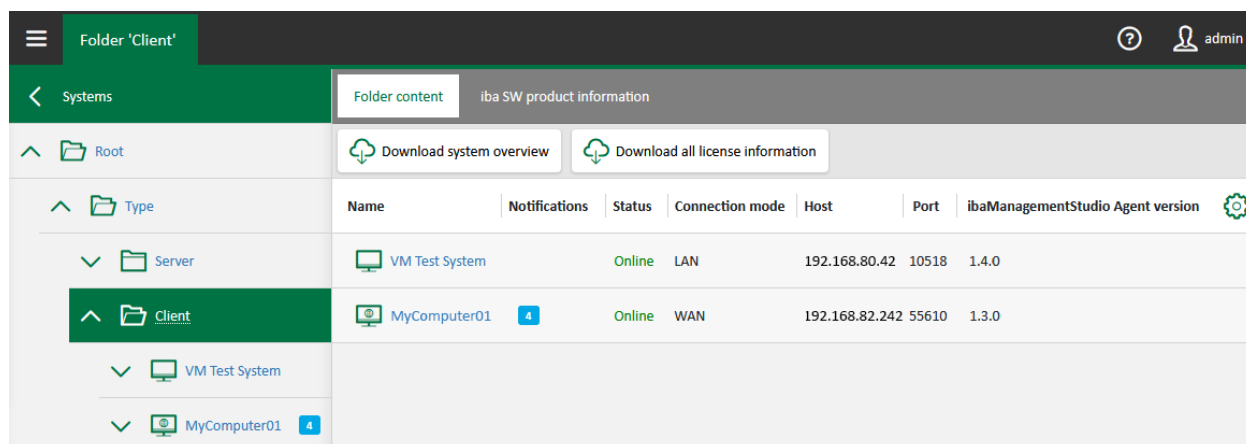 Folder 'Client'
admin
Systems
Folder content iba SW product information
Root
Download system overview Download all license information
Type
Name Notifications Status Connection mode Host Port ibaManagementStudio Agent version
Server
VM Test System Online LAN 192.168.80.42 10518 1.4.0
Client
MyComputer01 4 Online WAN 192.168.82.242 55610 1.3.0
VM Test System
MyComputer01 4